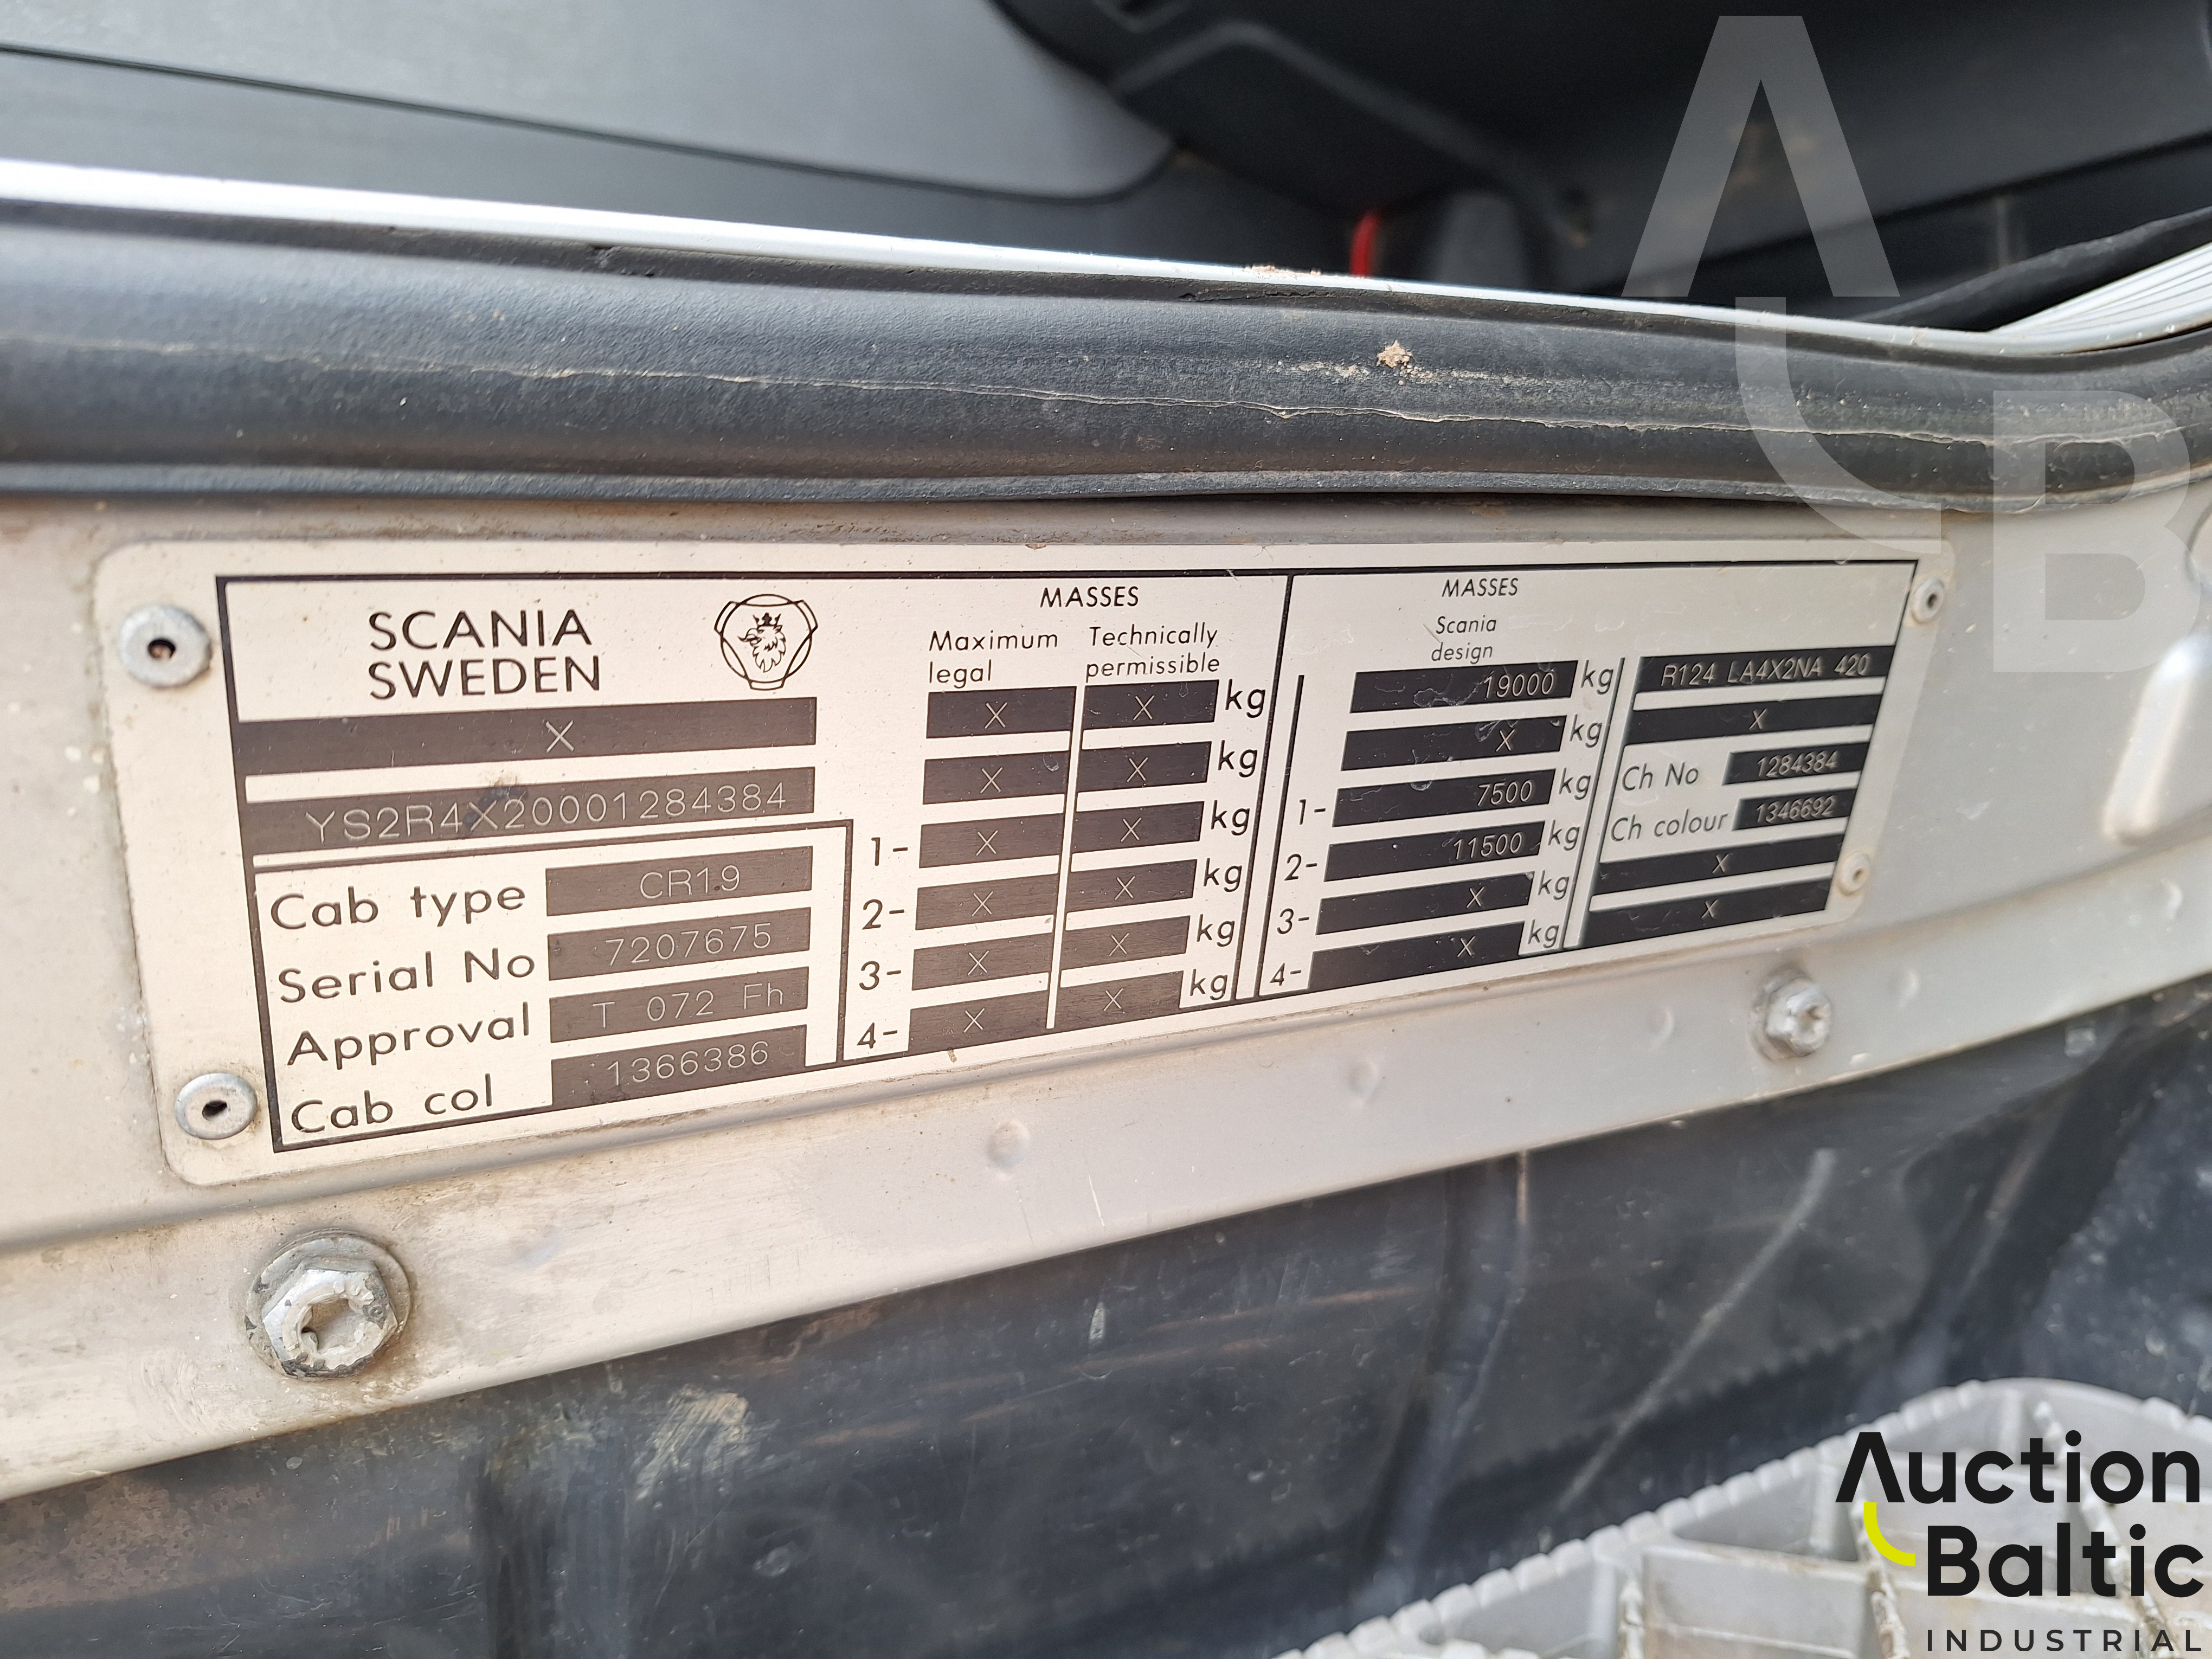 SCANIA
SWEDEN
X
YS2R4X20001284384
Cab type CR19
Serial No 7207675
Approval T 072 Fh
Cab col 1366386
MASSES
Maximum legal Technically permissible
X X kg
X X kg
1- X X kg
2- X X kg
3- X X kg
4- X X kg
MASSES
Scania
design
19000 kg
X kg
1- 7500 kg
2- 11500 kg
3- X kg
4- X kg
R124 LA4X2NA 420
X
Ch No 1284384
Ch colour 1346692
X
X
AB
Auction
Baltic
INDUSTRIAL